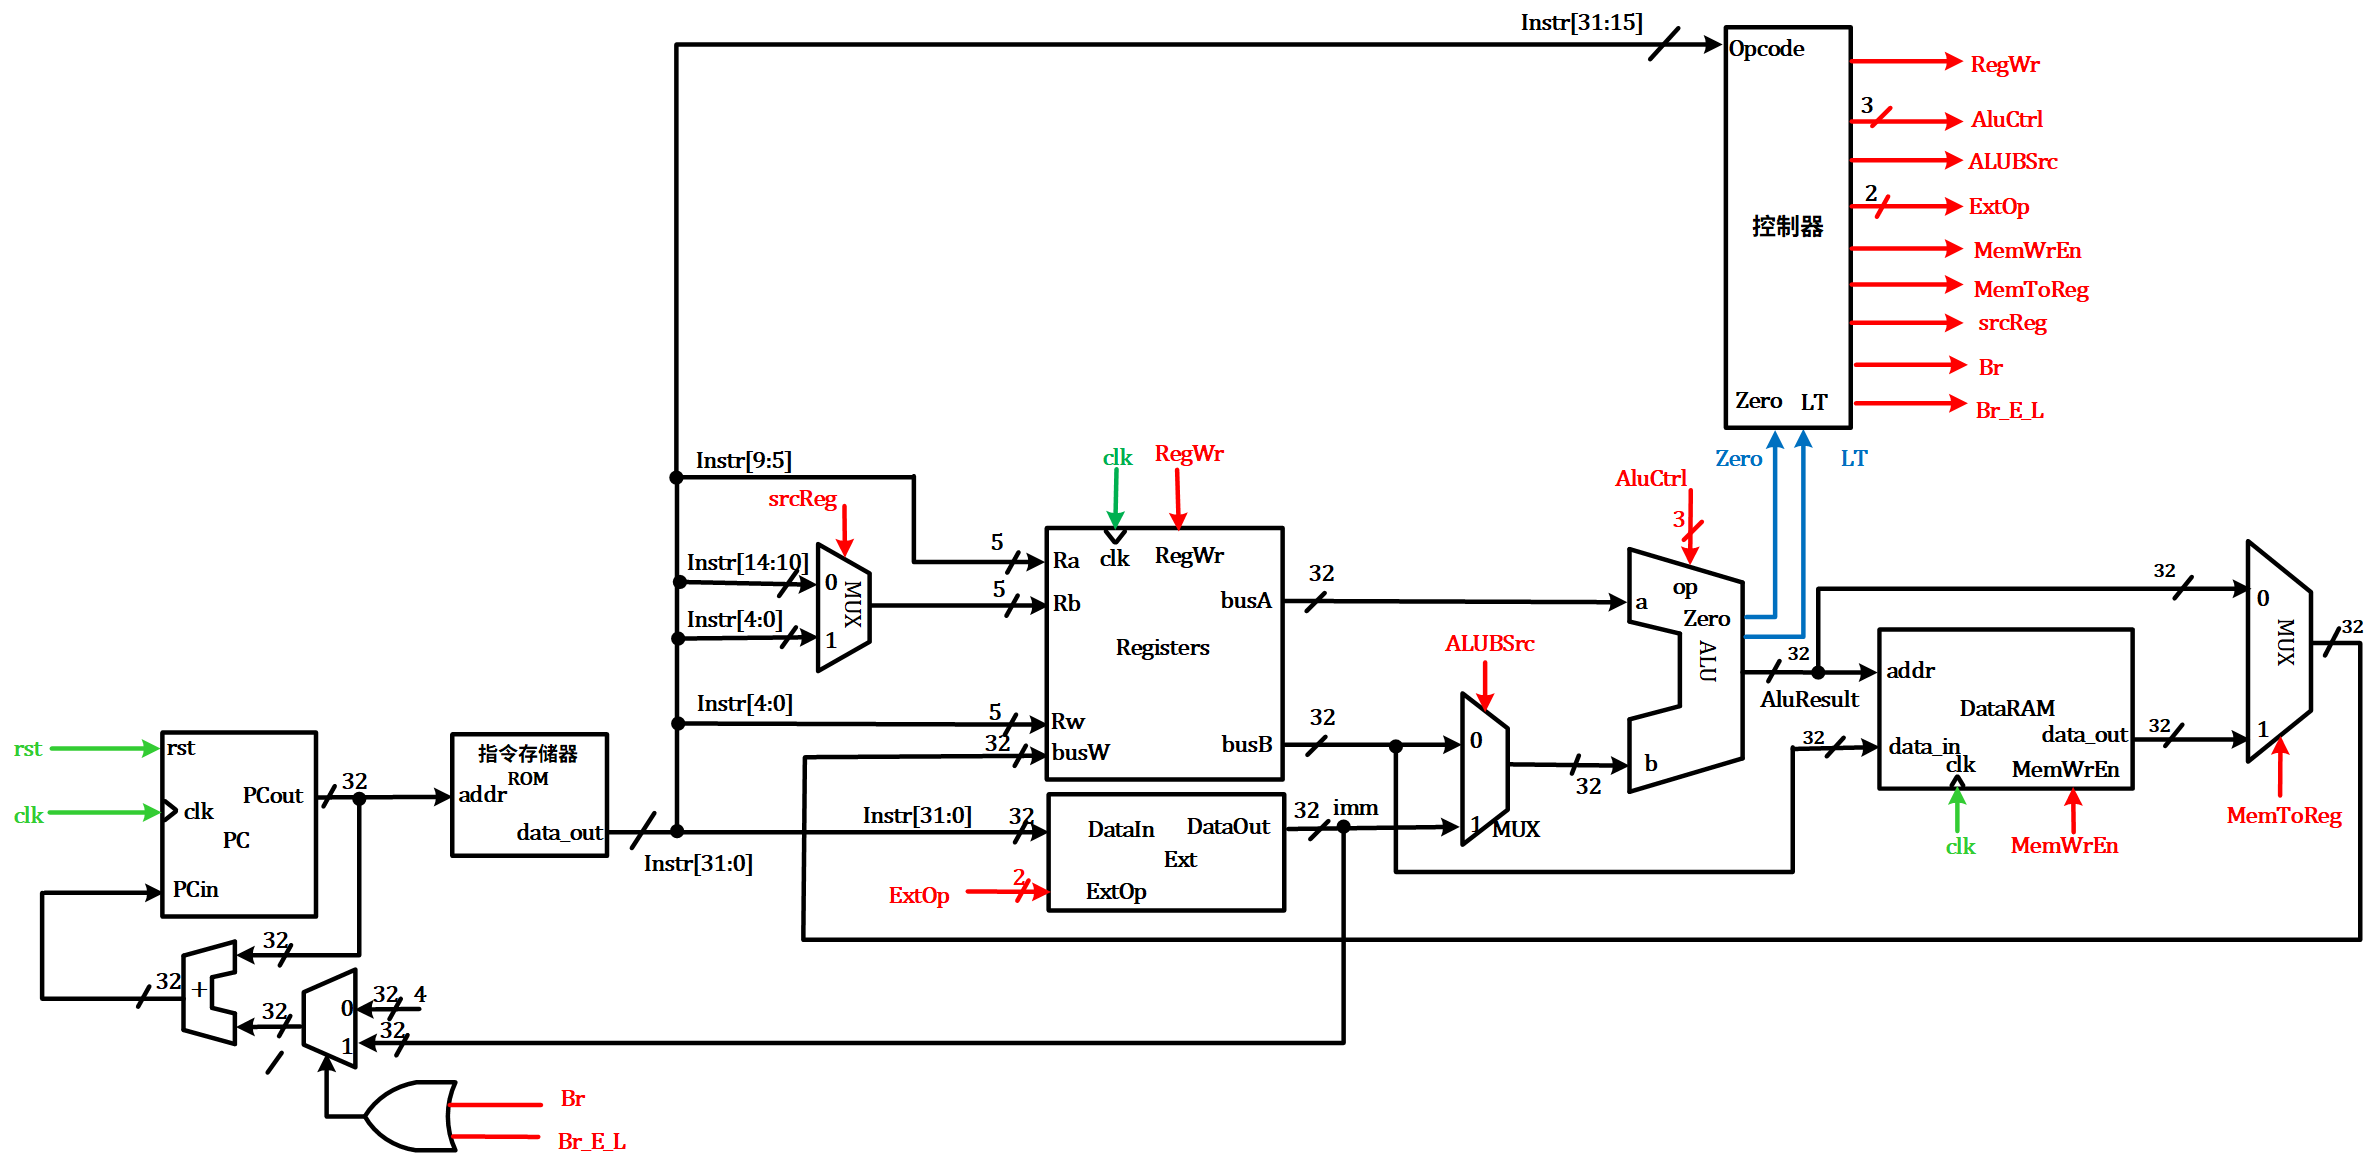 Instr[31:15]
Opcode
RegWr
3
AluCtrl
ALUBSrc
2
ExtOp
控制器
MemWrEn
MemToReg
srcReg
Br
Zero
LT
Br_E_L
Zero
LT
Instr[9:5]
srcReg
clk
RegWr
AluCtrl
3
Instr[14:10]
0
MUX
Instr[4:0]
1
5
Ra
clk
RegWr
5
Rb
busA
32
Registers
Instr[4:0]
5
Rw
32
busW
busB
32
ALUBSrc
0
1
MUX
32
a
op
Zero
ALU
b
32
AluResult
32
addr
DataRAM
32
data_in
data_out
clk
MemWrEn
32
0
MUX
1
32
MemToReg
clk
MemWrEn
rst
rst
clk
clk
PC
PCout
32
PCin
指令存储器
ROM
addr
data_out
Instr[31:0]
Instr[31:0]
32
DataIn
DataOut
Ext
ExtOp
ExtOp
2
32
imm
32
+
32
32
0
32
4
1
32
Br
Br_E_L